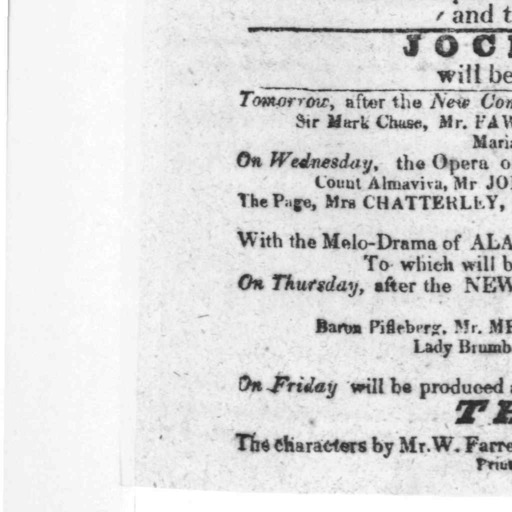 and t
JOC
will be
Tomorrow, after the New Com
Sir Mark Chase, Mr. FAW
Maria
On Wednesday, the Opera o
Count Almaviva, Mr JO
The Page, Mrs CHATTERLEY,
With the Melo-Drama of ALA
To which will b
On Thursday, after the NEW
Baron Pifleberg, Mr. ME
Lady Brumb
On Friday will be produced a
TH
The characters by Mr. W. Farre
Print